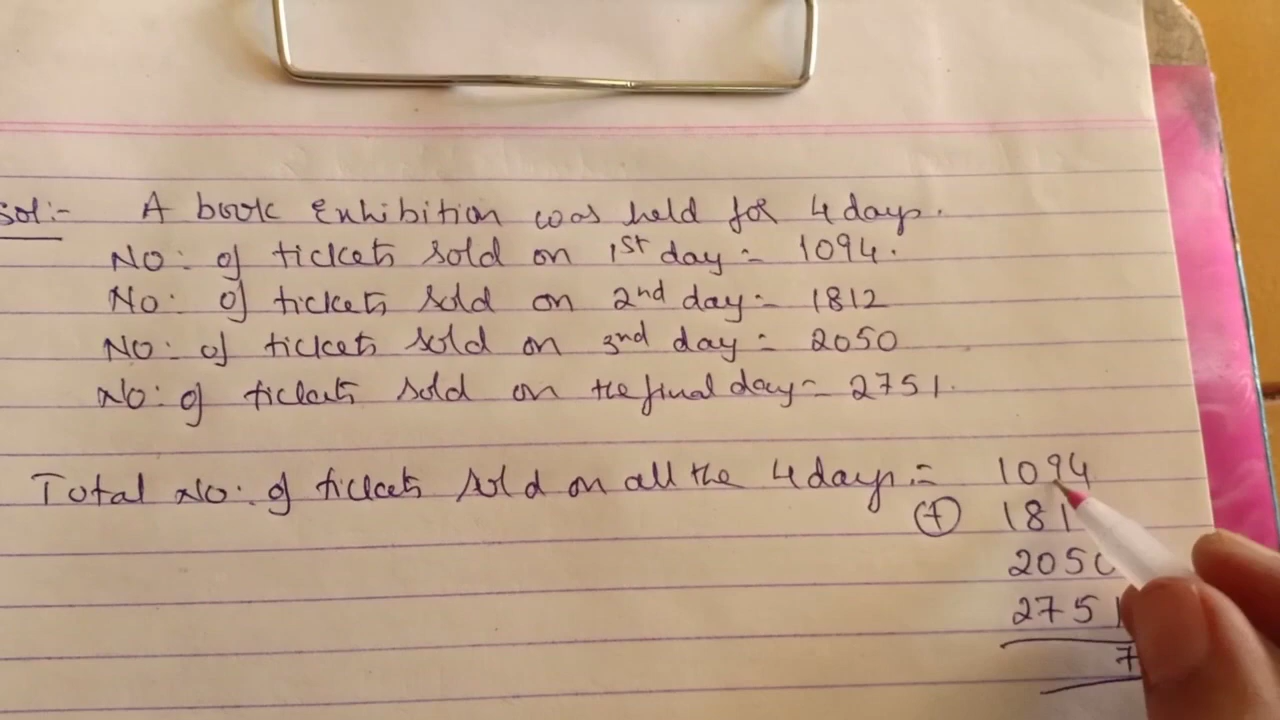 Sol:- A book Exhibition was held for 4 days.
No: of tickets sold on 1st day = 1094.
No: of tickets sold on 2nd day = 1812
No: of tickets sold on 3nd day = 2050
No: of tickets sold on the final day = 2751.
Total No: of tickets sold on all the 4 days = 1094
(+) 181
2050
2751
7